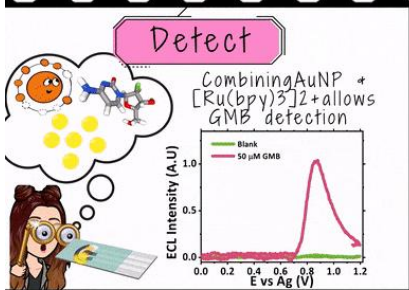 Detect
CombiningAuNP &
[Ru(bpy)3]2+allows
GMB detection
Blank
50 µM GMB
ECL Intensity (A.U)
1.0
0.5
0.0
0.0 0.2 0.4 0.6 0.8 1.0 1.2
E vs Ag (V)